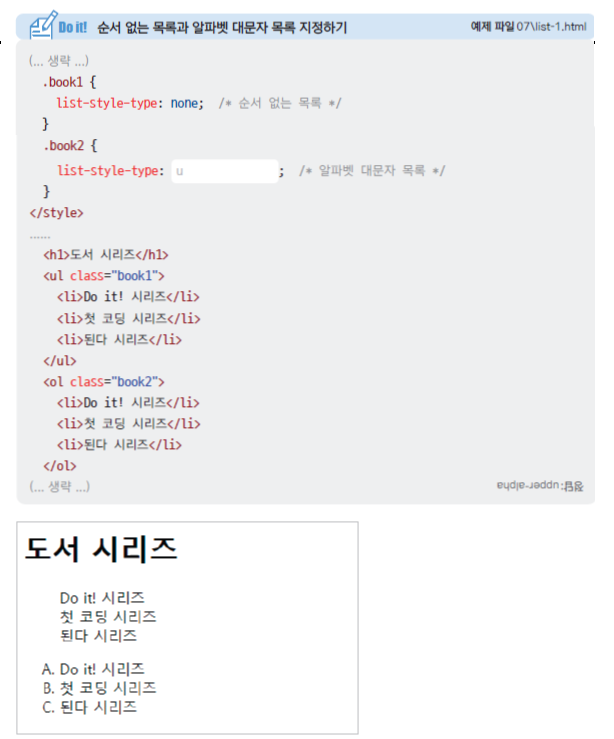 Do it! 순서 없는 목록과 알파벳 대문자 목록 지정하기 예제 파일 07\list-1.html
(... 생략 ...)
.book1 {
list-style-type: none; /* 순서 없는 목록 */
}
.book2 {
list-style-type: u ; /* 알파벳 대문자 목록 */
}
</style>
......
<h1>도서 시리즈</h1>
<ul class="book1">
<li>Do it! 시리즈</li>
<li>첫 코딩 시리즈</li>
<li>된다 시리즈</li>
</ul>
<ol class="book2">
<li>Do it! 시리즈</li>
<li>첫 코딩 시리즈</li>
<li>된다 시리즈</li>
</ol>
(... 생략 ...) 정답: upper-alpha
도서 시리즈
Do it! 시리즈
첫 코딩 시리즈
된다 시리즈
A. Do it! 시리즈
B. 첫 코딩 시리즈
C. 된다 시리즈